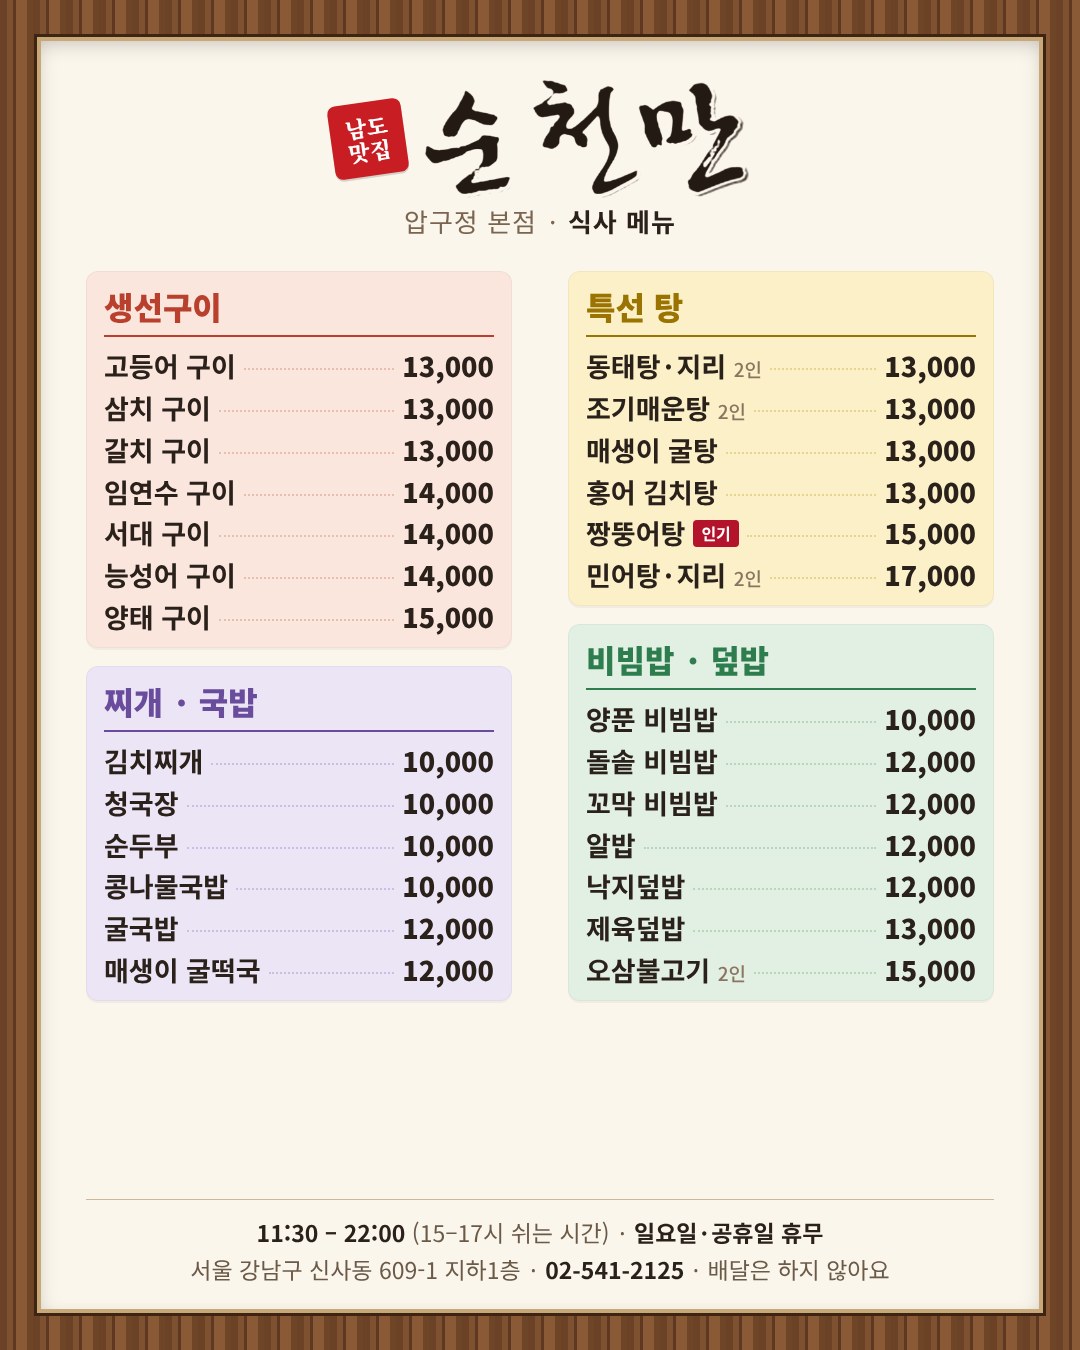 남도
맛집
순천만
압구정 본점 · 식사 메뉴
생선구이
고등어 구이 13,000
삼치 구이 13,000
갈치 구이 13,000
임연수 구이 14,000
서대 구이 14,000
능성어 구이 14,000
양태 구이 15,000
찌개 · 국밥
김치찌개 10,000
청국장 10,000
순두부 10,000
콩나물국밥 10,000
굴국밥 12,000
매생이 굴떡국 12,000
특선 탕
동태탕·지리 2인 13,000
조기매운탕 2인 13,000
매생이 굴탕 13,000
홍어 김치탕 13,000
짱뚱어탕 인기 15,000
민어탕·지리 2인 17,000
비빔밥 · 덮밥
양푼 비빔밥 10,000
돌솥 비빔밥 12,000
꼬막 비빔밥 12,000
알밥 12,000
낙지덮밥 12,000
제육덮밥 13,000
오삼불고기 2인 15,000
11:30 – 22:00 (15–17시 쉬는 시간) · 일요일·공휴일 휴무
서울 강남구 신사동 609-1 지하1층 · 02-541-2125 · 배달은 하지 않아요